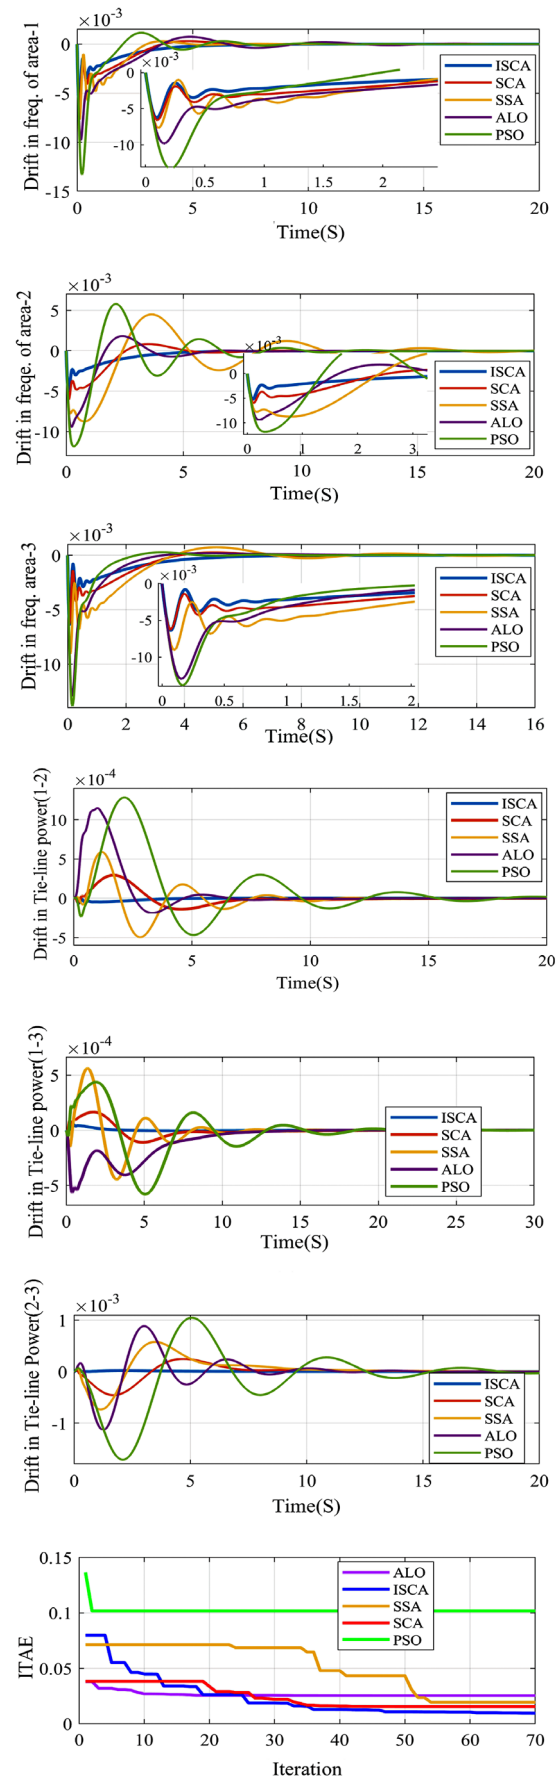 ×10⁻³
0
-5
-10
-15
Drift in freq. of area-1
ISCA
SCA
SSA
ALO
PSO
×10⁻³
0
-5
-10
0 0.5 1 1.5 2
0 5 10 15 20
Time(S)
×10⁻³
5
0
-5
-10
Drift in freqe. of area-2
×10⁻³
0
-5
-10
0 1 2 3
ISCA
SCA
SSA
ALO
PSO
0 5 10 15 20
Time(S)
×10⁻³
0
-5
-10
Drift in freq. area-3
×10⁻³
0
-5
-10
0 0.5 1 1.5 2
ISCA
SCA
SSA
ALO
PSO
0 2 4 6 8 10 12 14 16
Time(S)
×10⁻⁴
10
5
0
-5
Drift in Tie-line power(1-2)
ISCA
SCA
SSA
ALO
PSO
0 5 10 15 20
Time(S)
×10⁻⁴
5
0
-5
Drift in Tie-line power(1-3)
ISCA
SCA
SSA
ALO
PSO
0 5 10 15 20 25 30
Time(S)
×10⁻³
1
0
-1
Drift in Tie-line Power(2-3)
ISCA
SCA
SSA
ALO
PSO
0 5 10 15 20
Time(S)
0.15
0.1
0.05
0
ITAE
ALO
ISCA
SSA
SCA
PSO
0 10 20 30 40 50 60 70
Iteration